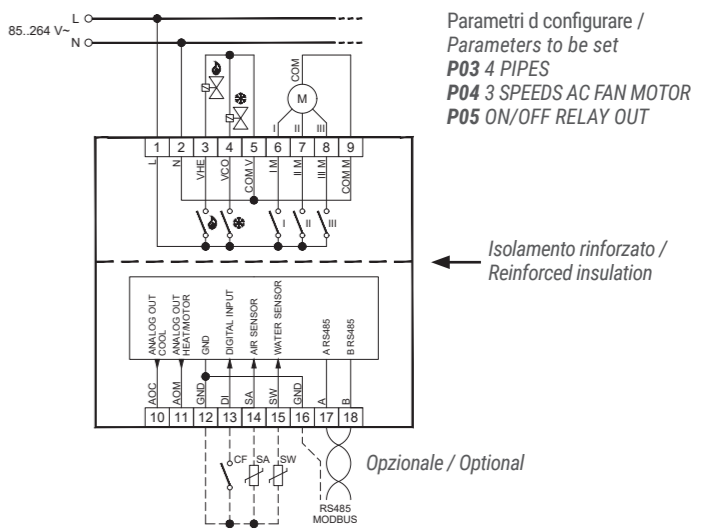 L
85..264 V~
N
Parametri d configurare /
Parameters to be set
P03 4 PIPES
P04 3 SPEEDS AC FAN MOTOR
P05 ON/OFF RELAY OUT
COM
M
I II III
1 2 3 4 5 6 7 8 9
L N VHE VCO COM V I M II M III M COM M
I II III
Isolamento rinforzato /
Reinforced insulation
ANALOG OUT
COOL
ANALOG OUT
HEAT/MOTOR
GND
DIGITAL INPUT
AIR SENSOR
WATER SENSOR
A RS485
B RS485
AOC AOM GND DI SA SW GND A B
10 11 12 13 14 15 16 17 18
CF SA SW
Opzionale / Optional
RS485
MODBUS